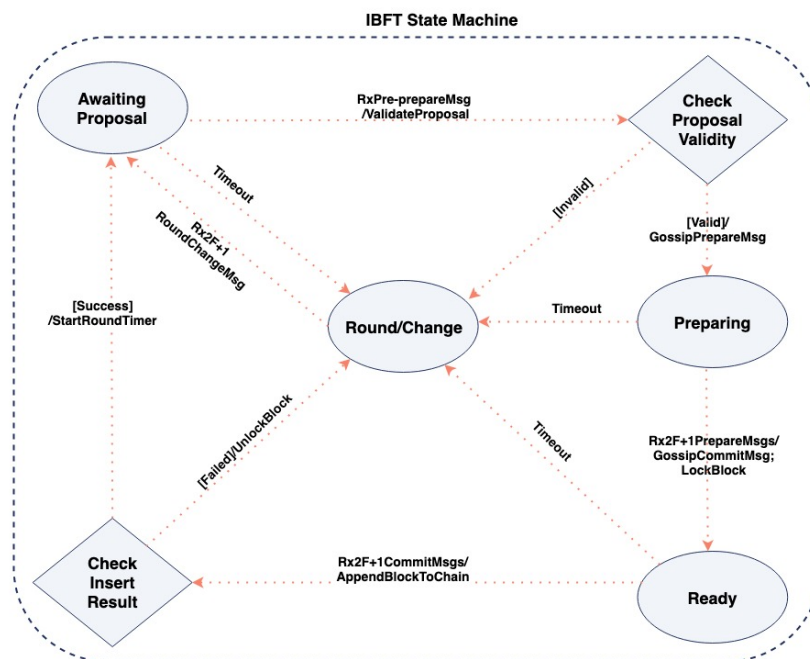 IBFT State Machine
Awaiting
Proposal
RxPre-prepareMsg
/ValidateProposal
Check
Proposal
Validity
Timeout
Rx2F+1
RoundChangeMsg
[Invalid]
[Valid]/
GossipPrepareMsg
[Success]
/StartRoundTimer
Round/Change
Timeout
Preparing
[Failed]/UnlockBlock
Timeout
Rx2F+1PrepareMsgs/
GossipCommitMsg;
LockBlock
Check
Insert
Result
Rx2F+1CommitMsgs/
AppendBlockToChain
Ready